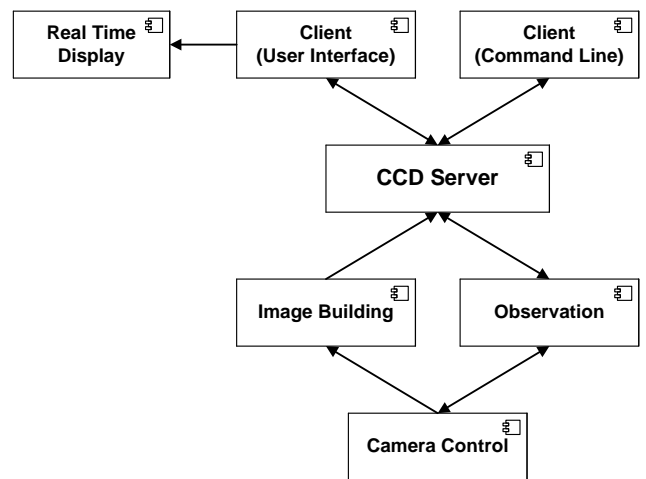 Real Time
Display
Client
(User Interface)
Client
(Command Line)
CCD Server
Image Building
Observation
Camera Control